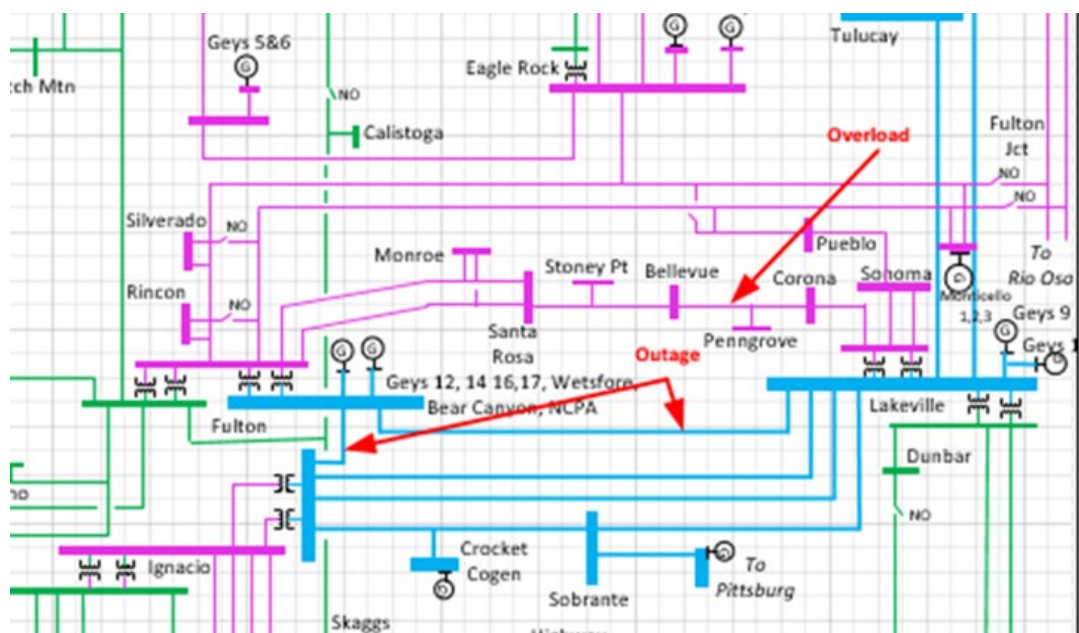 Geys 5&6
G
G
G
Tulucay
Eagle Rock
NO
Calistoga
Overload
Fulton
Jct
NO
NO
Silverado
NO
Monroe
Stoney Pt
Bellevue
Pueblo
Corona
Sonoma
To
Rio Oso
G
Monticello
1,2,3
Geys 9
G
Rincon
NO
Santa
Rosa
Penngrove
G
G
Outage
Geys 12, 14 16,17, Wetsfore,
Bear Canyon, NCPA
Fulton
Lakeville
G
Dunbar
NO
Ignacio
Crocket
Cogen
G
Sobrante
G
To
Pittsburg
Skaggs